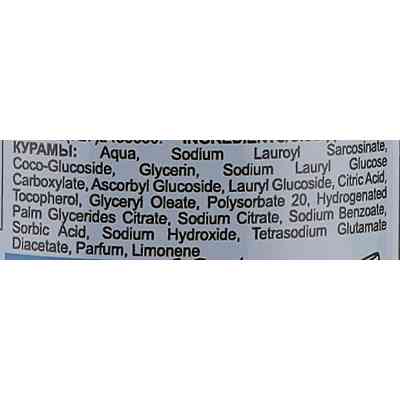 КУРАМЫ: Aqua, Sodium Lauroyl Sarcosinate,
Coco-Glucoside, Glycerin, Sodium Lauryl Glucose
Carboxylate, Ascorbyl Glucoside, Lauryl Glucoside, Citric Acid,
Tocopherol, Glyceryl Oleate, Polysorbate 20, Hydrogenated
Palm Glycerides Citrate, Sodium Citrate, Sodium Benzoate,
Sorbic Acid, Sodium Hydroxide, Tetrasodium Glutamate
Diacetate, Parfum, Limonene